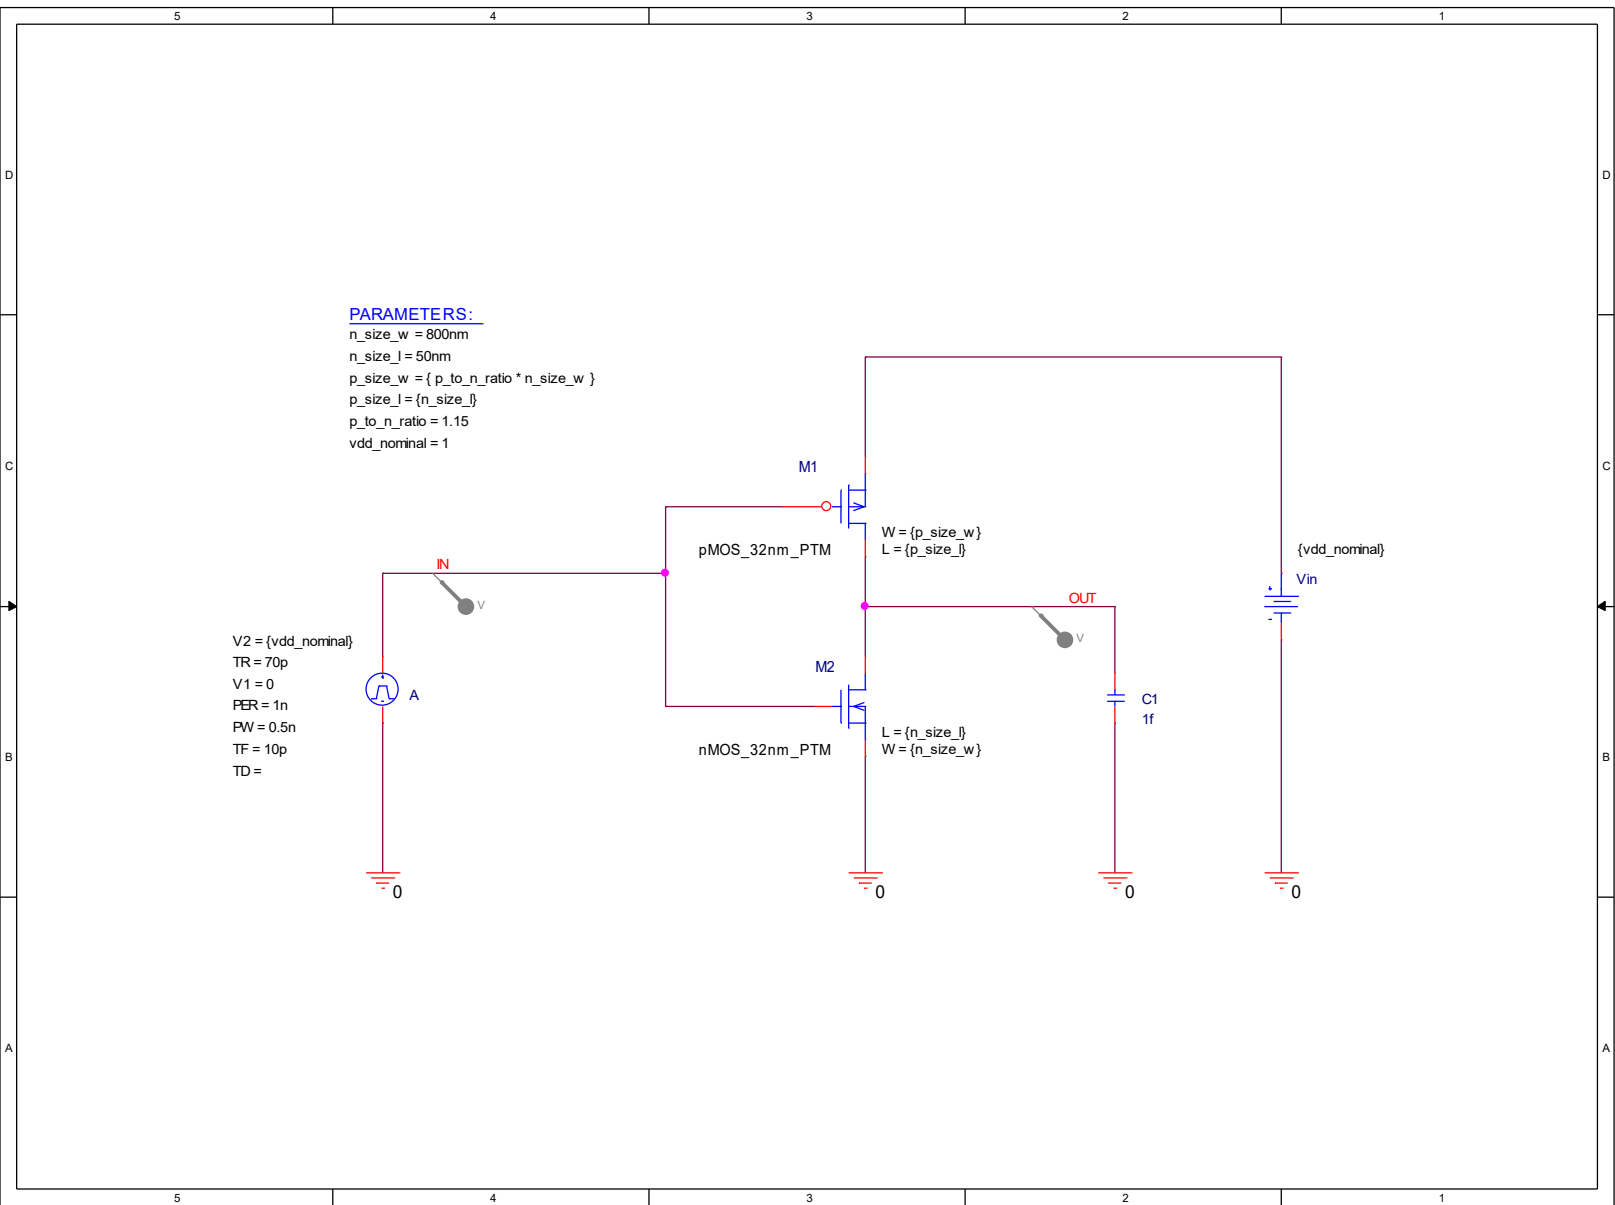 5 4 3 2 1
D D
PARAMETERS:
n_size_w = 800nm
n_size_l = 50nm
p_size_w = { p_to_n_ratio * n_size_w }
p_size_l = {n_size_l}
p_to_n_ratio = 1.15
vdd_nominal = 1
C C
M1
W = {p_size_w}
L = {p_size_l}
pMOS_32nm_PTM
{vdd_nominal}
Vin
IN
V
OUT
V
V2 = {vdd_nominal}
TR = 70p
V1 = 0
PER = 1n
PW = 0.5n
TF = 10p
TD =
A
M2
L = {n_size_l}
W = {n_size_w}
nMOS_32nm_PTM
C1
1f
B B
0 0 0 0
A A
5 4 3 2 1